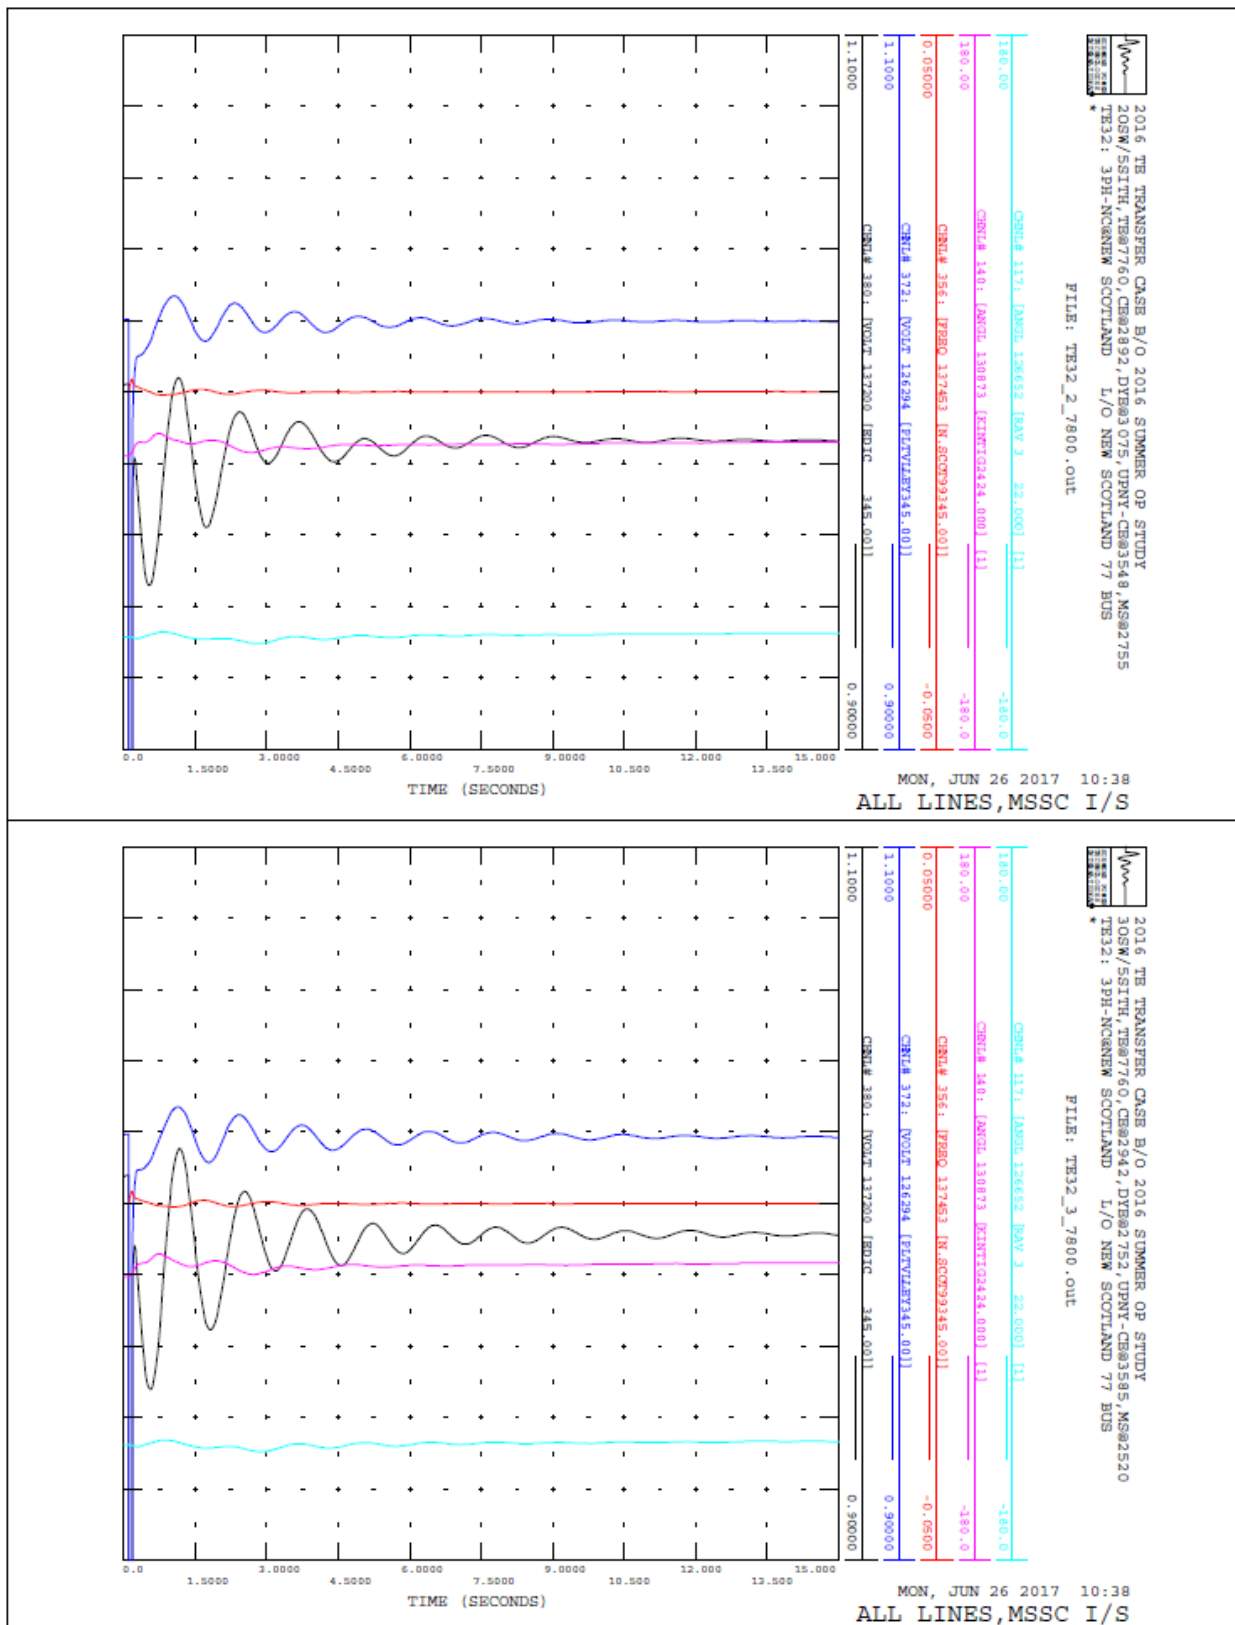 2016 TE TRANSFER CASE B/O 2016 SUMMER OP STUDY
2OSW/5SITH,TE@7760,CE@2892,DYE@3075,UPNY-CE@3548,MS@2755
TE32: 3PH-NC@NEW SCOTLAND L/O NEW SCOTLAND 77 BUS
*
FILE: TE32_2_7800.out
CHNL# 117: [ANGL 126652 [RAV 3 22.000] [1]
180.00 -180.0
CHNL# 140: [ANGL 130873 [KINTIG2424.000] [1]
180.00 -180.0
CHNL# 356: [FREQ 137453 [N.SCOT99345.00]]
0.05000 -0.0500
CHNL# 372: [VOLT 126294 [PLTVLLEY345.00]]
1.1000 0.90000
CHNL# 380: [VOLT 137200 [EDIC 345.00]]
1.1000 0.90000
0.0 1.5000 3.0000 4.5000 6.0000 7.5000 9.0000 10.500 12.000 13.500 15.000
TIME (SECONDS)
MON, JUN 26 2017 10:38
ALL LINES,MSSC I/S
2016 TE TRANSFER CASE B/O 2016 SUMMER OP STUDY
3OSW/5SITH,TE@7760,CE@2942,DYE@2752,UPNY-CE@3585,MS@2520
TE32: 3PH-NC@NEW SCOTLAND L/O NEW SCOTLAND 77 BUS
*
FILE: TE32_3_7800.out
CHNL# 117: [ANGL 126652 [RAV 3 22.000] [1]
180.00 -180.0
CHNL# 140: [ANGL 130873 [KINTIG2424.000] [1]
180.00 -180.0
CHNL# 356: [FREQ 137453 [N.SCOT99345.00]]
0.05000 -0.0500
CHNL# 372: [VOLT 126294 [PLTVLLEY345.00]]
1.1000 0.90000
CHNL# 380: [VOLT 137200 [EDIC 345.00]]
1.1000 0.90000
0.0 1.5000 3.0000 4.5000 6.0000 7.5000 9.0000 10.500 12.000 13.500 15.000
TIME (SECONDS)
MON, JUN 26 2017 10:38
ALL LINES,MSSC I/S